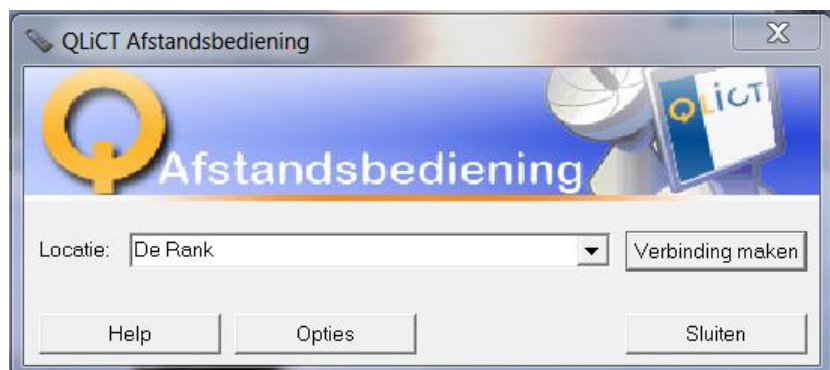 QLiCT Afstandsbediening
QLiCT
Q Afstandsbediening
Locatie: De Rank Verbinding maken
Help Opties Sluiten